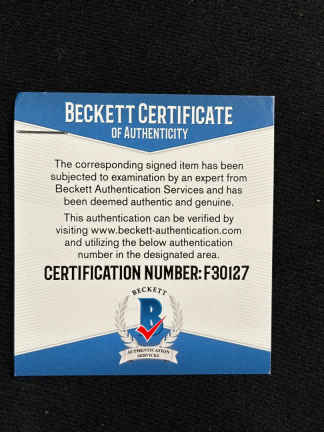 BECKETT CERTIFICATE
OF AUTHENTICITY
The corresponding signed item has been
subjected to examination by an expert from
Beckett Authentication Services and has
been deemed authentic and genuine.
This authentication can be verified by
visiting www.beckett-authentication.com
and utilizing the below authentication
number in the designated area.
CERTIFICATION NUMBER: F30127
BECKETT
B
AUTHENTICATION
SERVICES